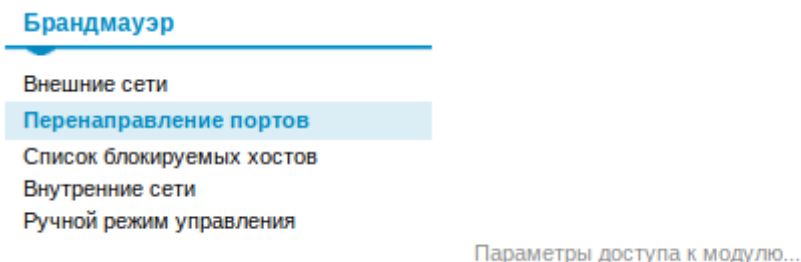 Брандмауэр
Внешние сети
Перенаправление портов
Список блокируемых хостов
Внутренние сети
Ручной режим управления
Параметры доступа к модулю...